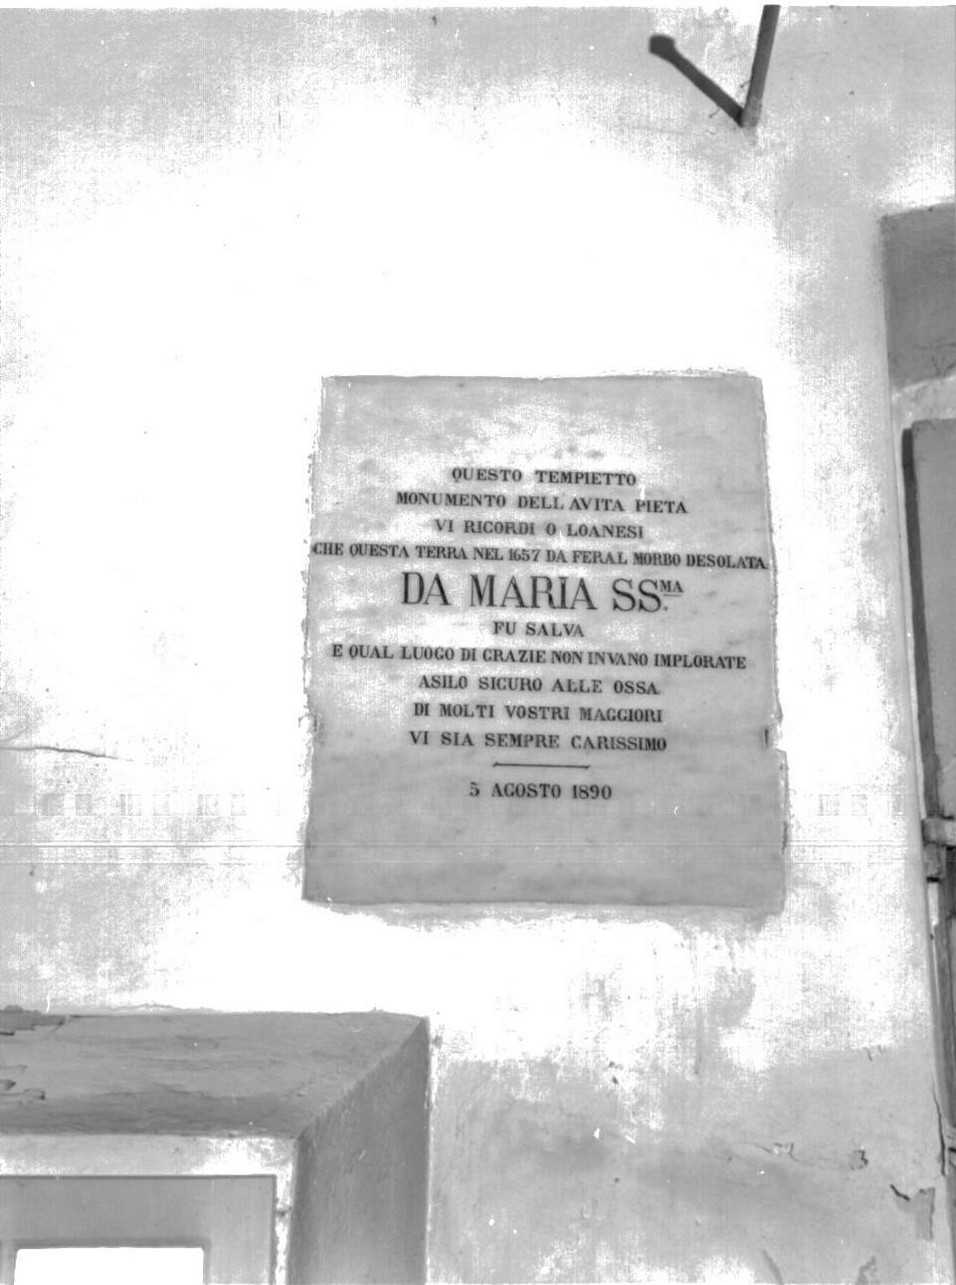 QUESTO TEMPIETTO
MONUMENTO DELL AVITA PIETÀ
VI RICORDI O LOANESI
CHE QUESTA TERRA NEL 1657 DA FERAL MORBO DESOLATA
DA MARIA SS.MA
FU SALVA
E QUAL LUOGO DI GRAZIE NON INVANO IMPLORATE
ASILO SICURO ALLE OSSA
DI MOLTI VOSTRI MAGGIORI
VI SIA SEMPRE CARISSIMO
5 AGOSTO 1890